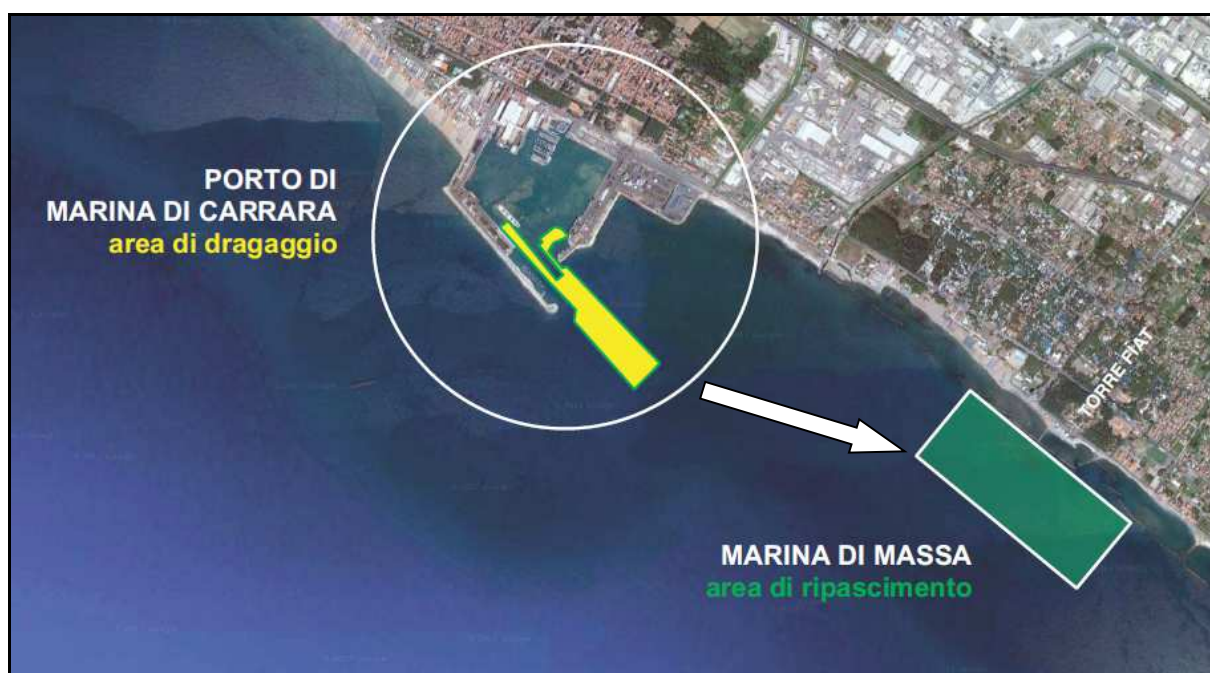 PORTO DI
MARINA DI CARRARA
area di dragaggio
TORRE FIAT
MARINA DI MASSA
area di ripascimento